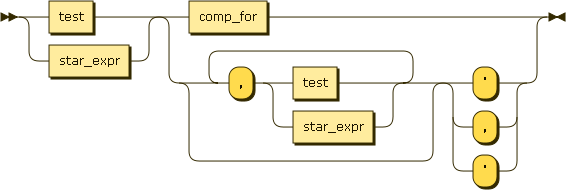 test comp_for
star_expr
, test '
star_expr ,
'